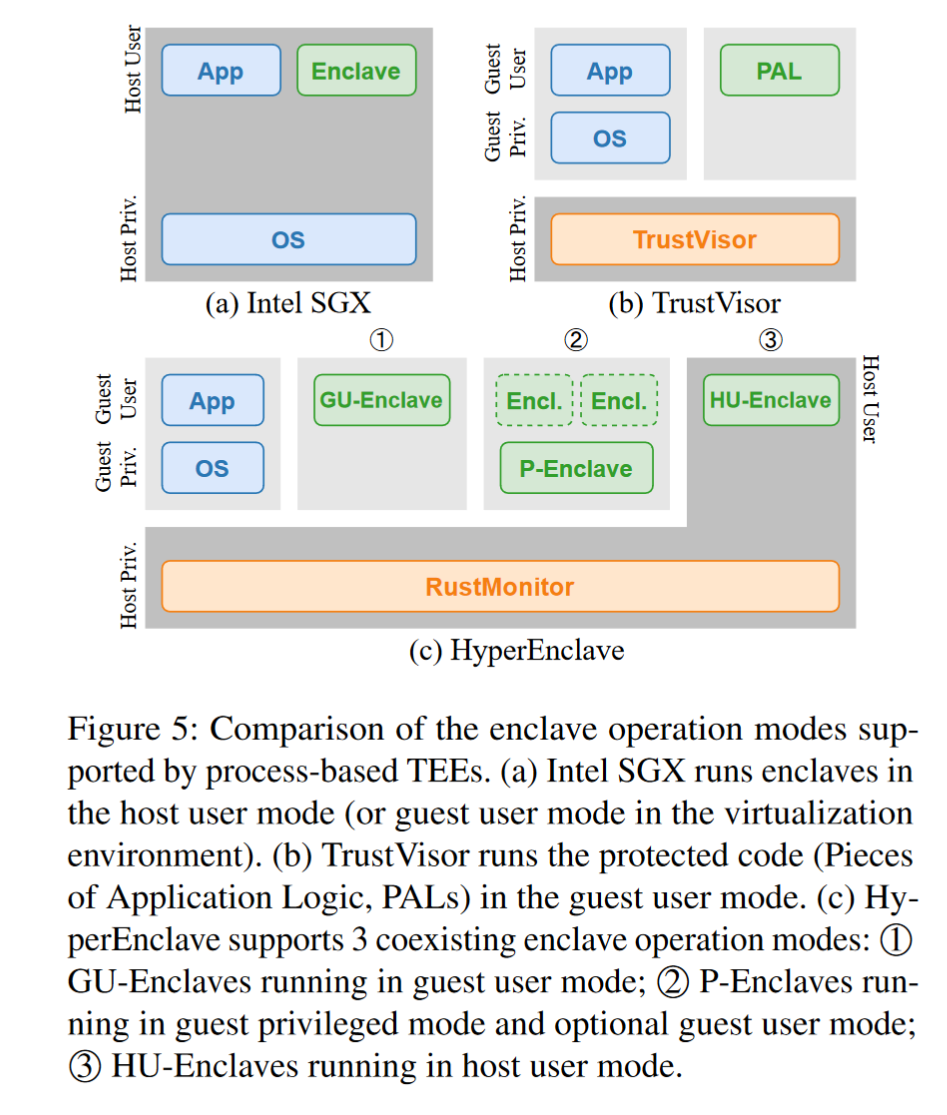 Host User
App
Enclave
Host Priv.
OS
(a) Intel SGX
Guest
User
App
PAL
Guest
Priv.
OS
Host Priv.
TrustVisor
(b) TrustVisor
①
②
③
Guest
User
App
GU-Enclave
Encl.
Encl.
HU-Enclave
Host User
Guest
Priv.
OS
P-Enclave
Host Priv.
RustMonitor
(c) HyperEnclave
Figure 5: Comparison of the enclave operation modes sup-
ported by process-based TEEs. (a) Intel SGX runs enclaves in
the host user mode (or guest user mode in the virtualization
environment). (b) TrustVisor runs the protected code (Pieces
of Application Logic, PALs) in the guest user mode. (c) Hy-
perEnclave supports 3 coexisting enclave operation modes: ①
GU-Enclaves running in guest user mode; ② P-Enclaves run-
ning in guest privileged mode and optional guest user mode;
③ HU-Enclaves running in host user mode.